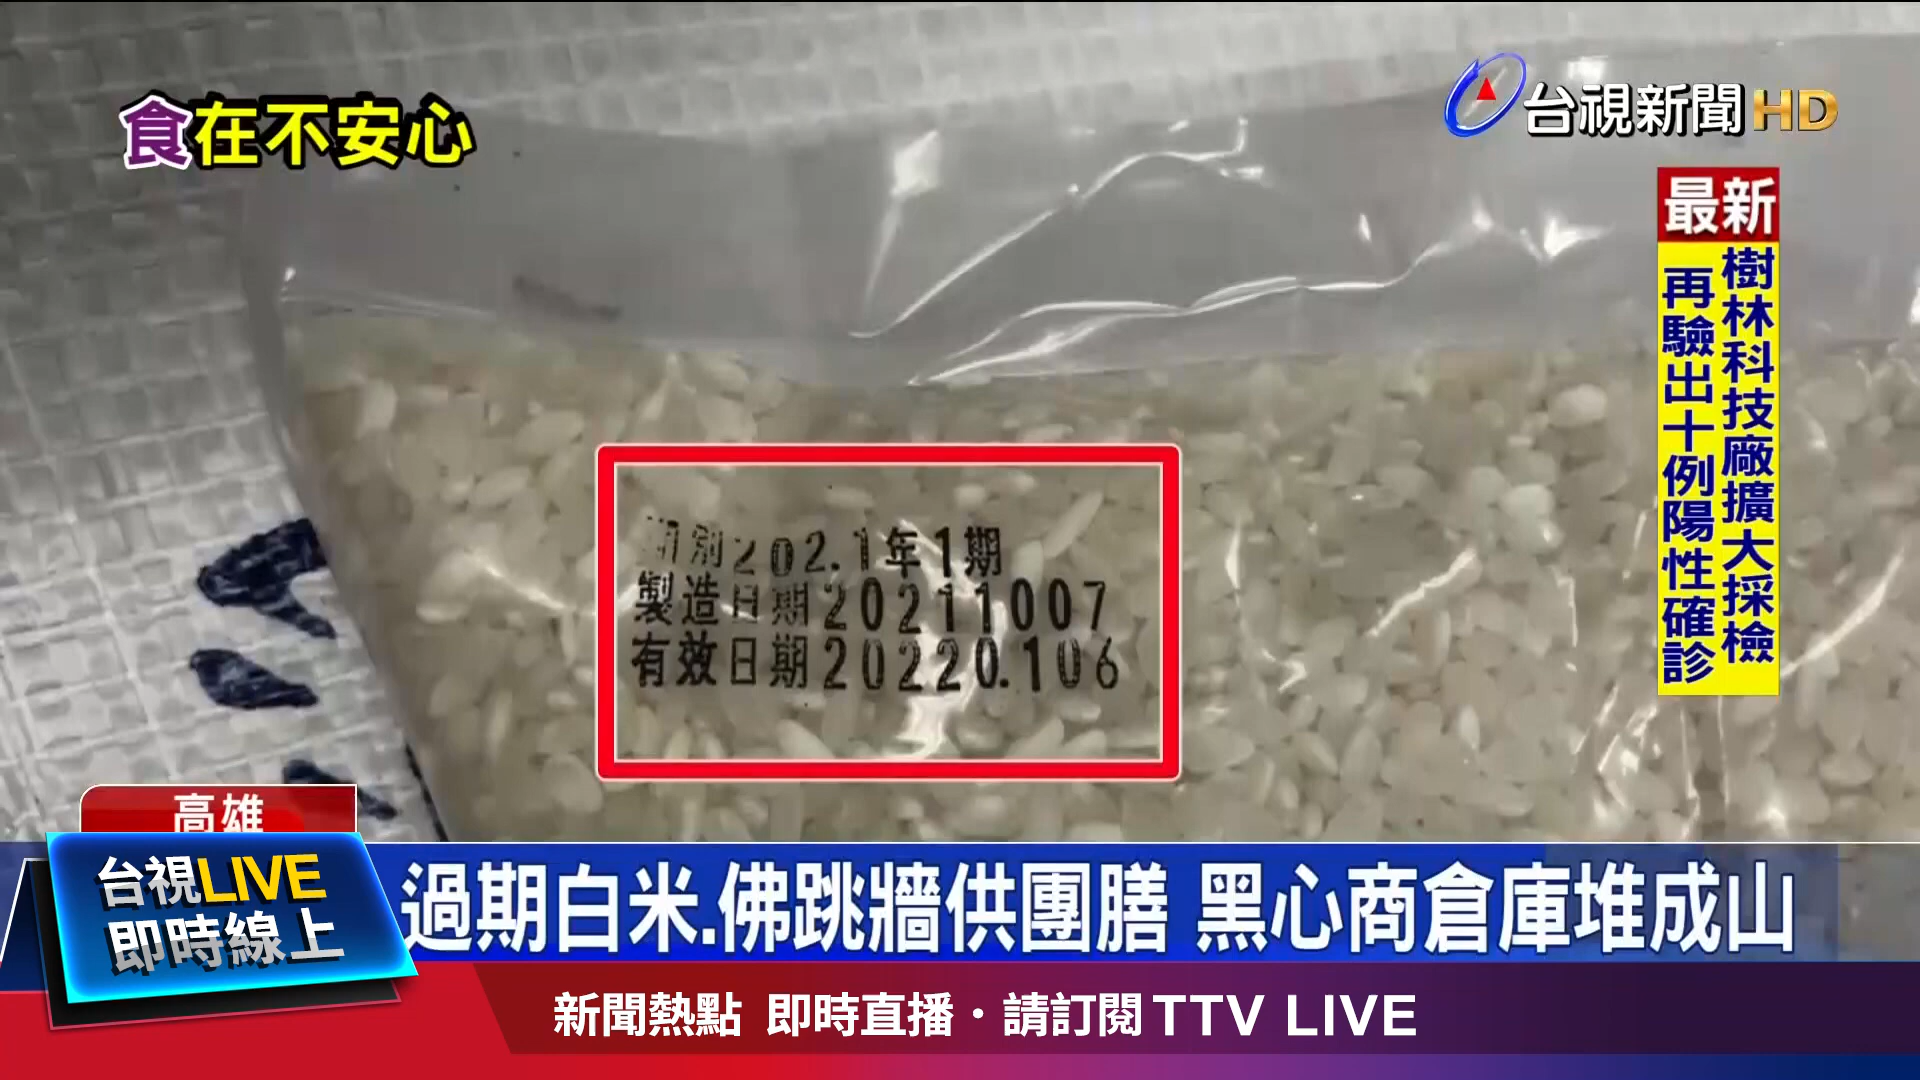 食在不安心
台視新聞HD
最新
樹林科技廠擴大採檢
再驗出十例陽性確診
期別202.1年1期
製造日期20211007
有效日期20220.106
高雄
台視LIVE
即時線上
過期白米.佛跳牆供團膳 黑心商倉庫堆成山
新聞熱點 即時直播·請訂閱TTV LIVE